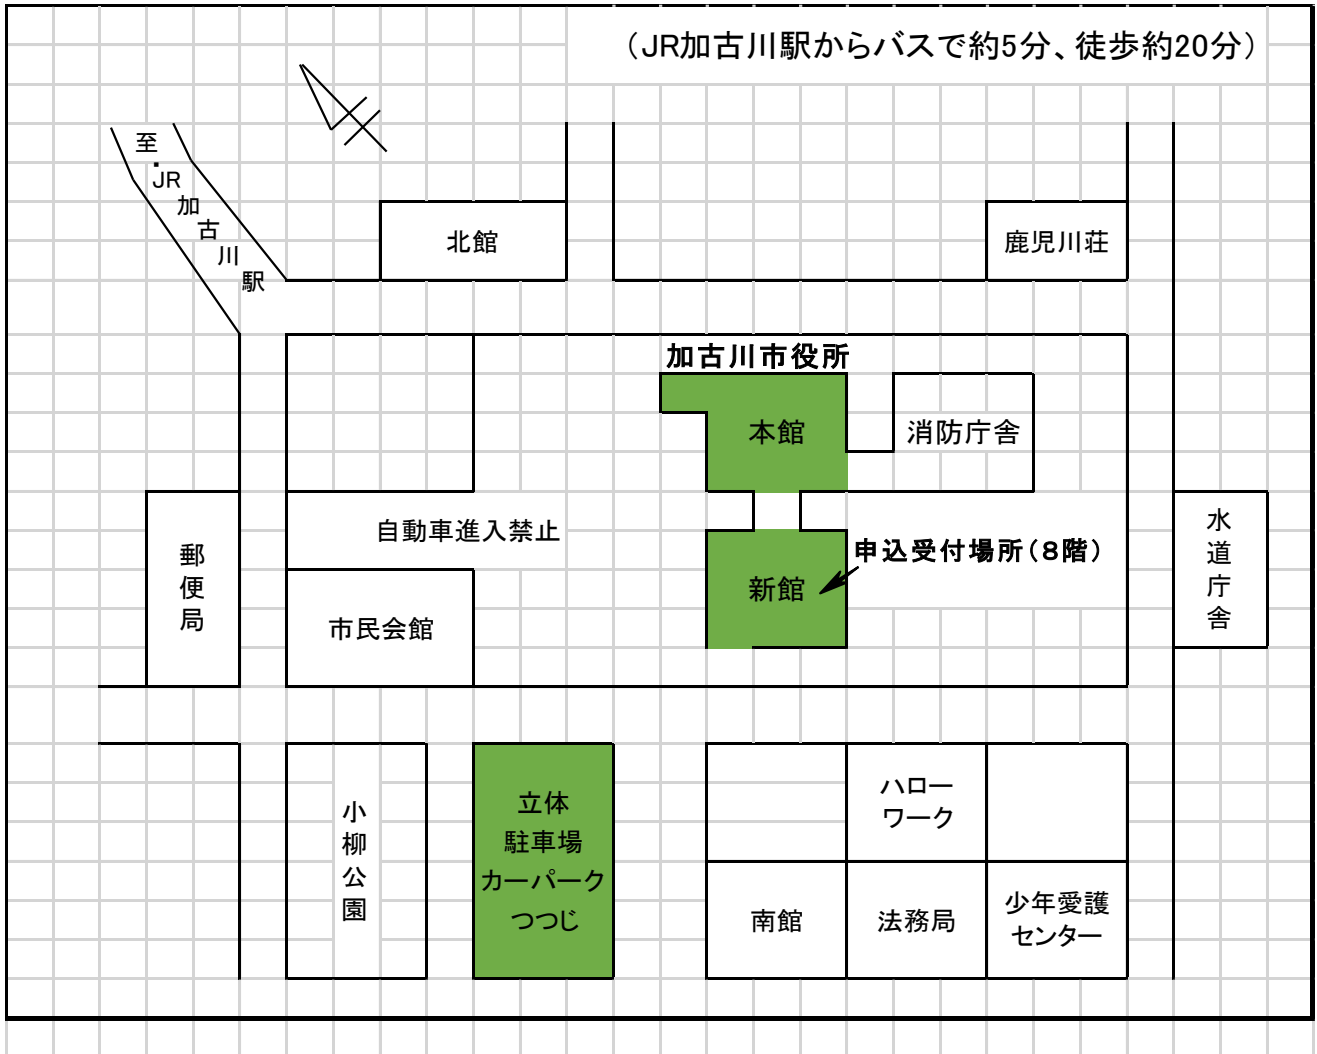 （JR加古川駅からバスで約5分、徒歩約20分）
至・JR加古川駅
北館
鹿児川荘
加古川市役所
本館
消防庁舎
自動車進入禁止
申込受付場所（８階）
新館
郵便局
市民会館
水道庁舎
小柳公園
立体
駐車場
カーパーク
つつじ
ハロー
ワーク
南館
法務局
少年愛護
センター